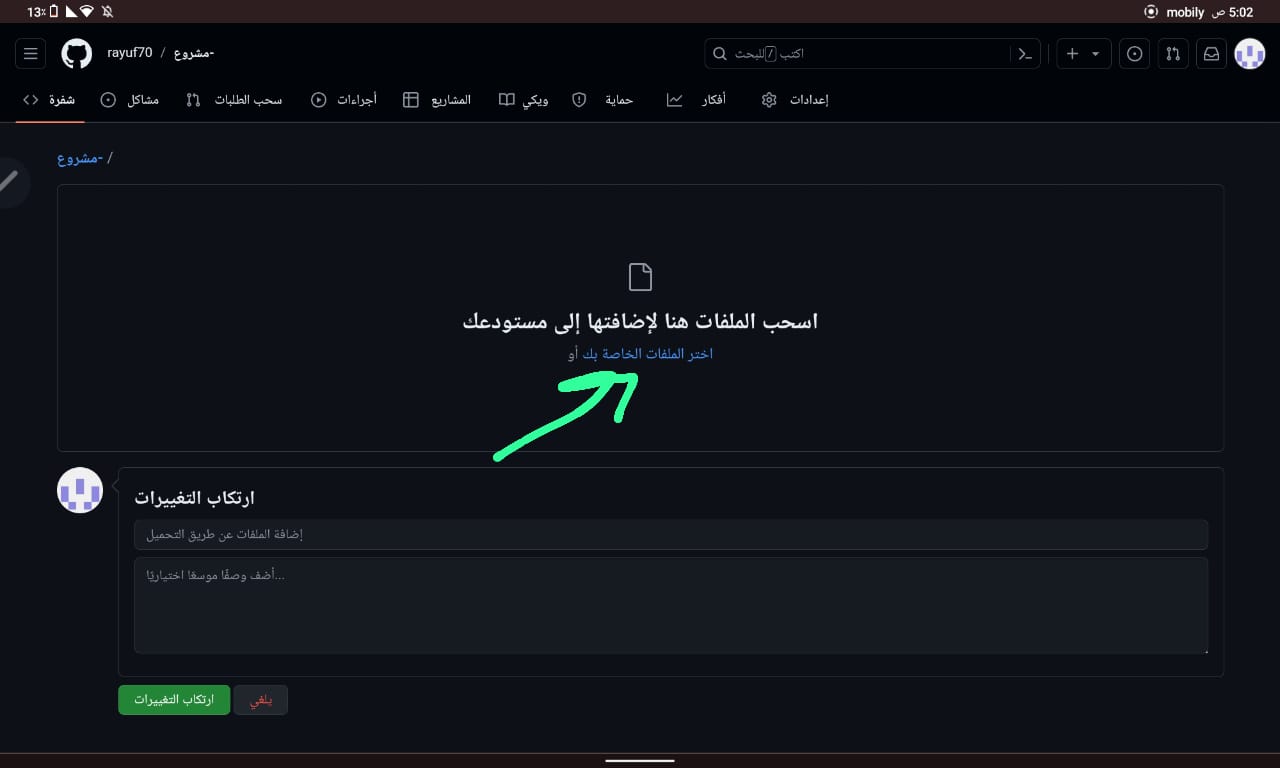 13٪
mobily ص 5:02
rayuf70 / مشروع-
اكتب / للبحث
شفرة
مشاكل
سحب الطلبات
أجراءات
المشاريع
ويكي
حماية
أفكار
إعدادات
مشروع- /
اسحب الملفات هنا لإضافتها إلى مستودعك
اختر الملفات الخاصة بك أو
ارتكاب التغييرات
إضافة الملفات عن طريق التحميل
أضف وصفًا موسعًا اختياريًا...
ارتكاب التغييرات
يلغي